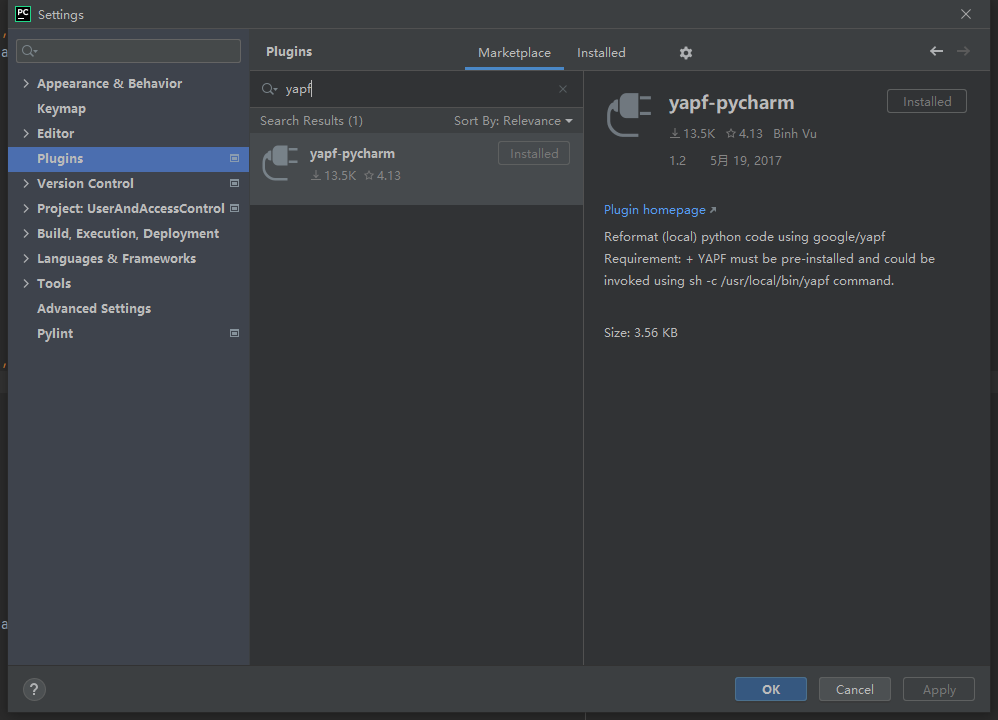 PC
Settings
Appearance & Behavior
Keymap
Editor
Plugins
Version Control
Project: UserAndAccessControl
Build, Execution, Deployment
Languages & Frameworks
Tools
Advanced Settings
Pylint
Plugins
Marketplace
Installed
yapf
Search Results (1)
Sort By: Relevance
yapf-pycharm
13.5K
4.13
Installed
yapf-pycharm
Installed
13.5K
4.13
Binh Vu
1.2
5月 19, 2017
Plugin homepage
Reformat (local) python code using google/yapf
Requirement: + YAPF must be pre-installed and could be
invoked using sh -c /usr/local/bin/yapf command.
Size: 3.56 KB
?
OK
Cancel
Apply